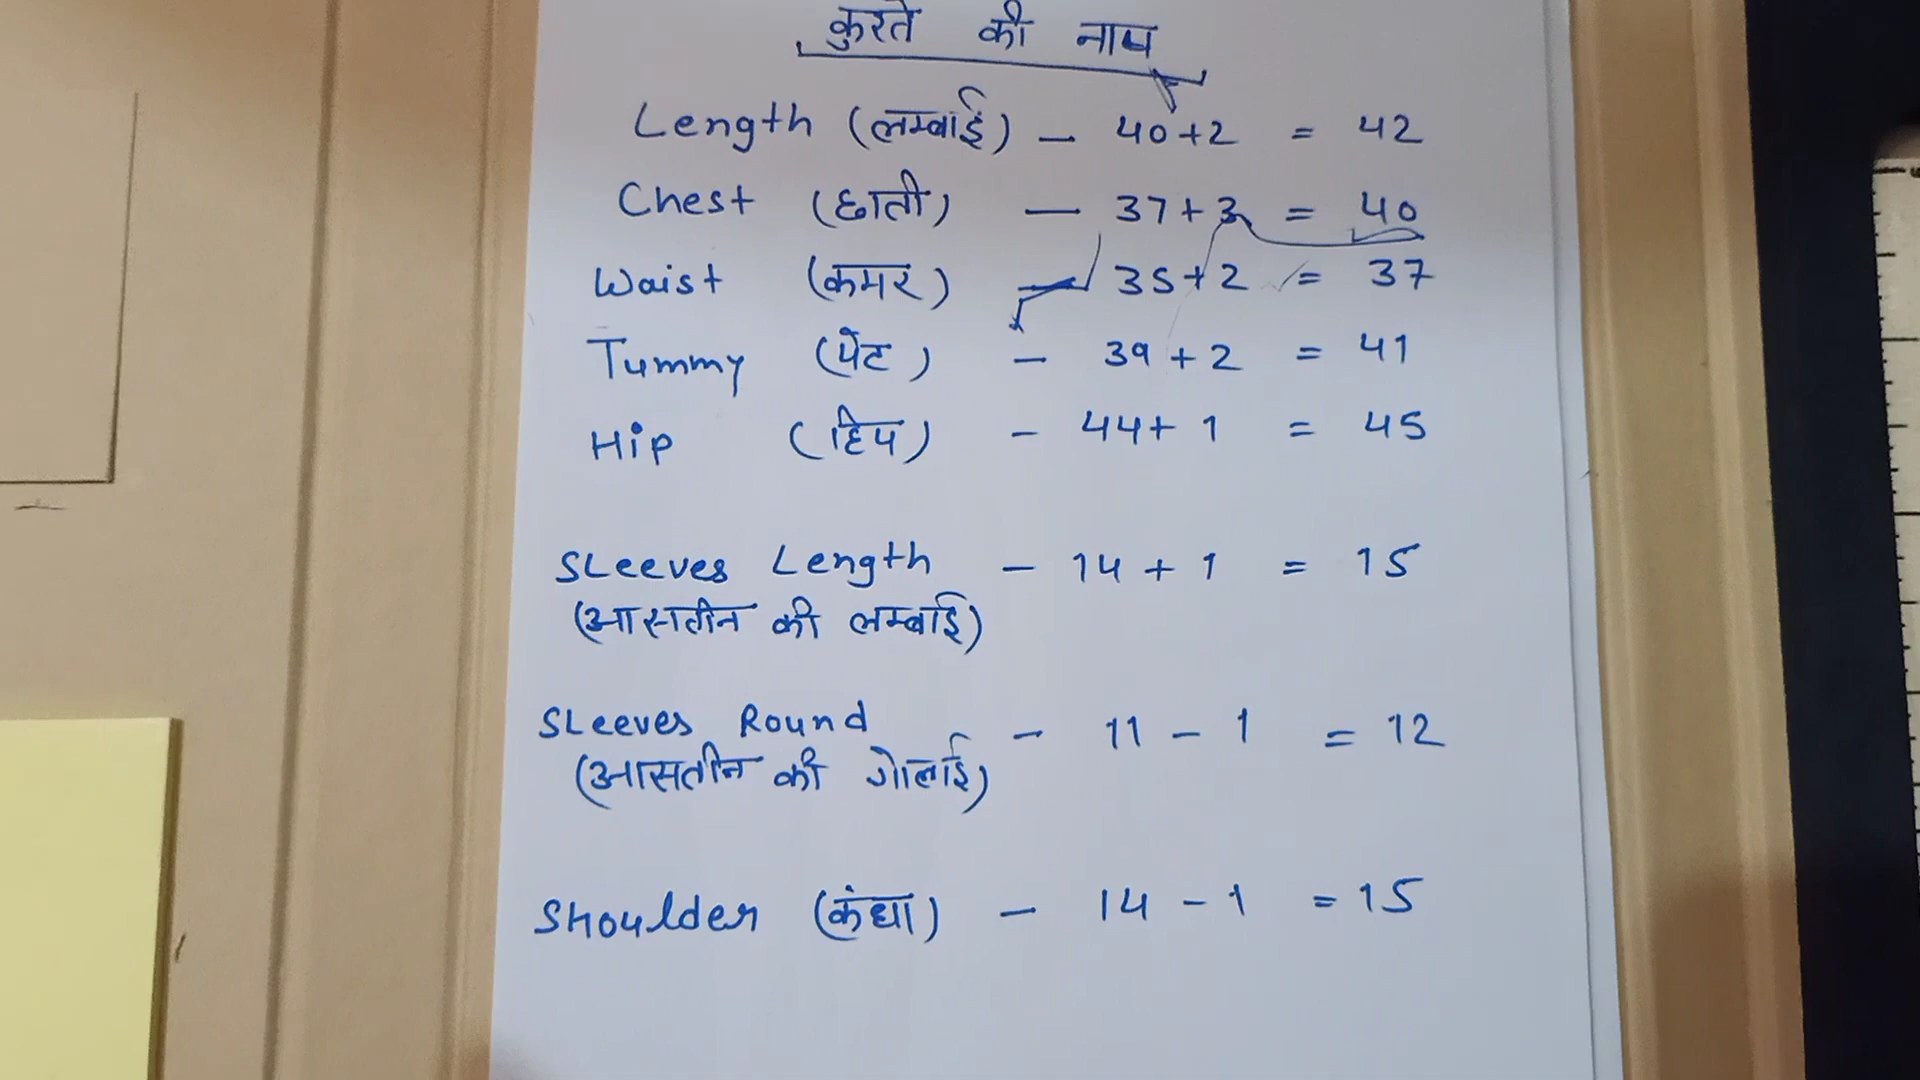 कुरते की नाप
Length (लम्बाई) - 40+2 = 42
Chest (छाती) - 37+3 = 40
Waist (कमर) - 35+2 = 37
Tummy (पेट) - 39+2 = 41
Hip (हिप) - 44+1 = 45
Sleeves Length - 14+1 = 15
(आसतीन की लम्बाई)
Sleeves Round - 11-1 = 12
(आसतीन की गोलाई)
Shoulder (कंधा) - 14-1 = 15